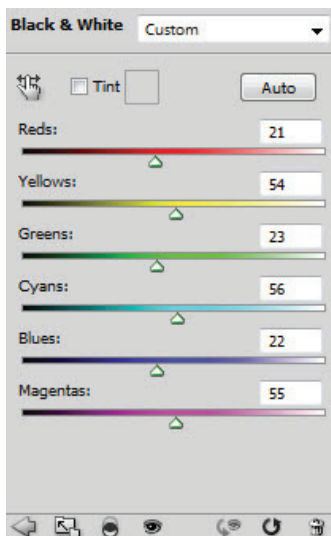 Black & White Custom
Tint Auto
Reds: 21
Yellows: 54
Greens: 23
Cyans: 56
Blues: 22
Magentas: 55